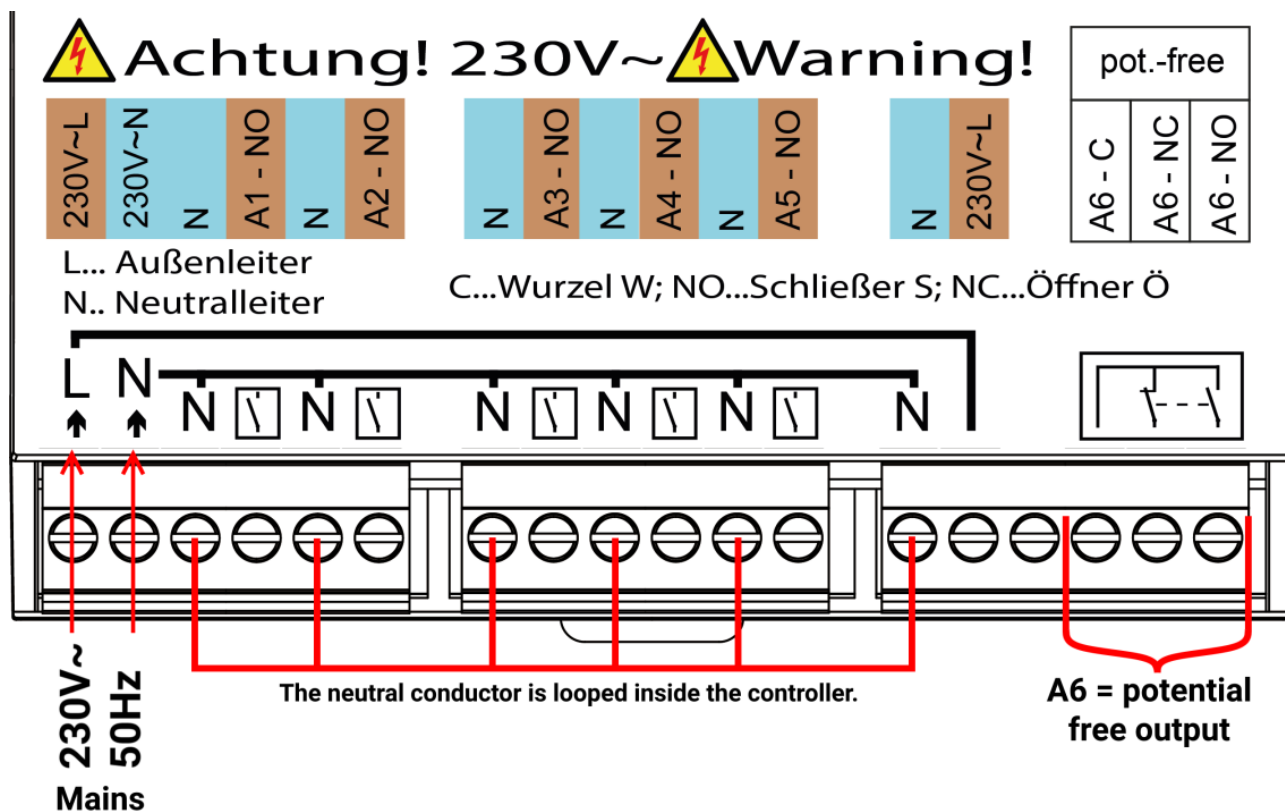 Achtung! 230V~ Warning!
pot.-free
230V~L
230V~N
N
A1 - NO
N
A2 - NO
N
A3 - NO
N
A4 - NO
N
A5 - NO
N
230V~L
A6 - C
A6 - NC
A6 - NO
L... Außenleiter
N.. Neutralleiter
C...Wurzel W; NO...Schließer S; NC...Öffner Ö
L N N N N N N N
The neutral conductor is looped inside the controller.
230V~
50Hz
Mains
A6 = potential
free output